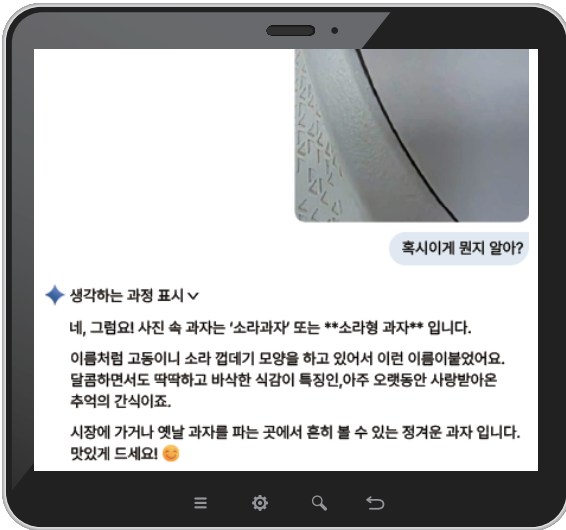 혹시이게 뭔지 알아?
생각하는 과정 표시
네, 그럼요! 사진 속 과자는 ‘소라과자’ 또는 **소라형 과자** 입니다.
이름처럼 고동이니 소라 껍데기 모양을 하고 있어서 이런 이름이붙었어요.
달콤하면서도 딱딱하고 바삭한 식감이 특징인,아주 오랫동안 사랑받아온
추억의 간식이죠.
시장에 가거나 옛날 과자를 파는 곳에서 흔히 볼 수 있는 정겨운 과자 입니다.
맛있게 드세요! 😊